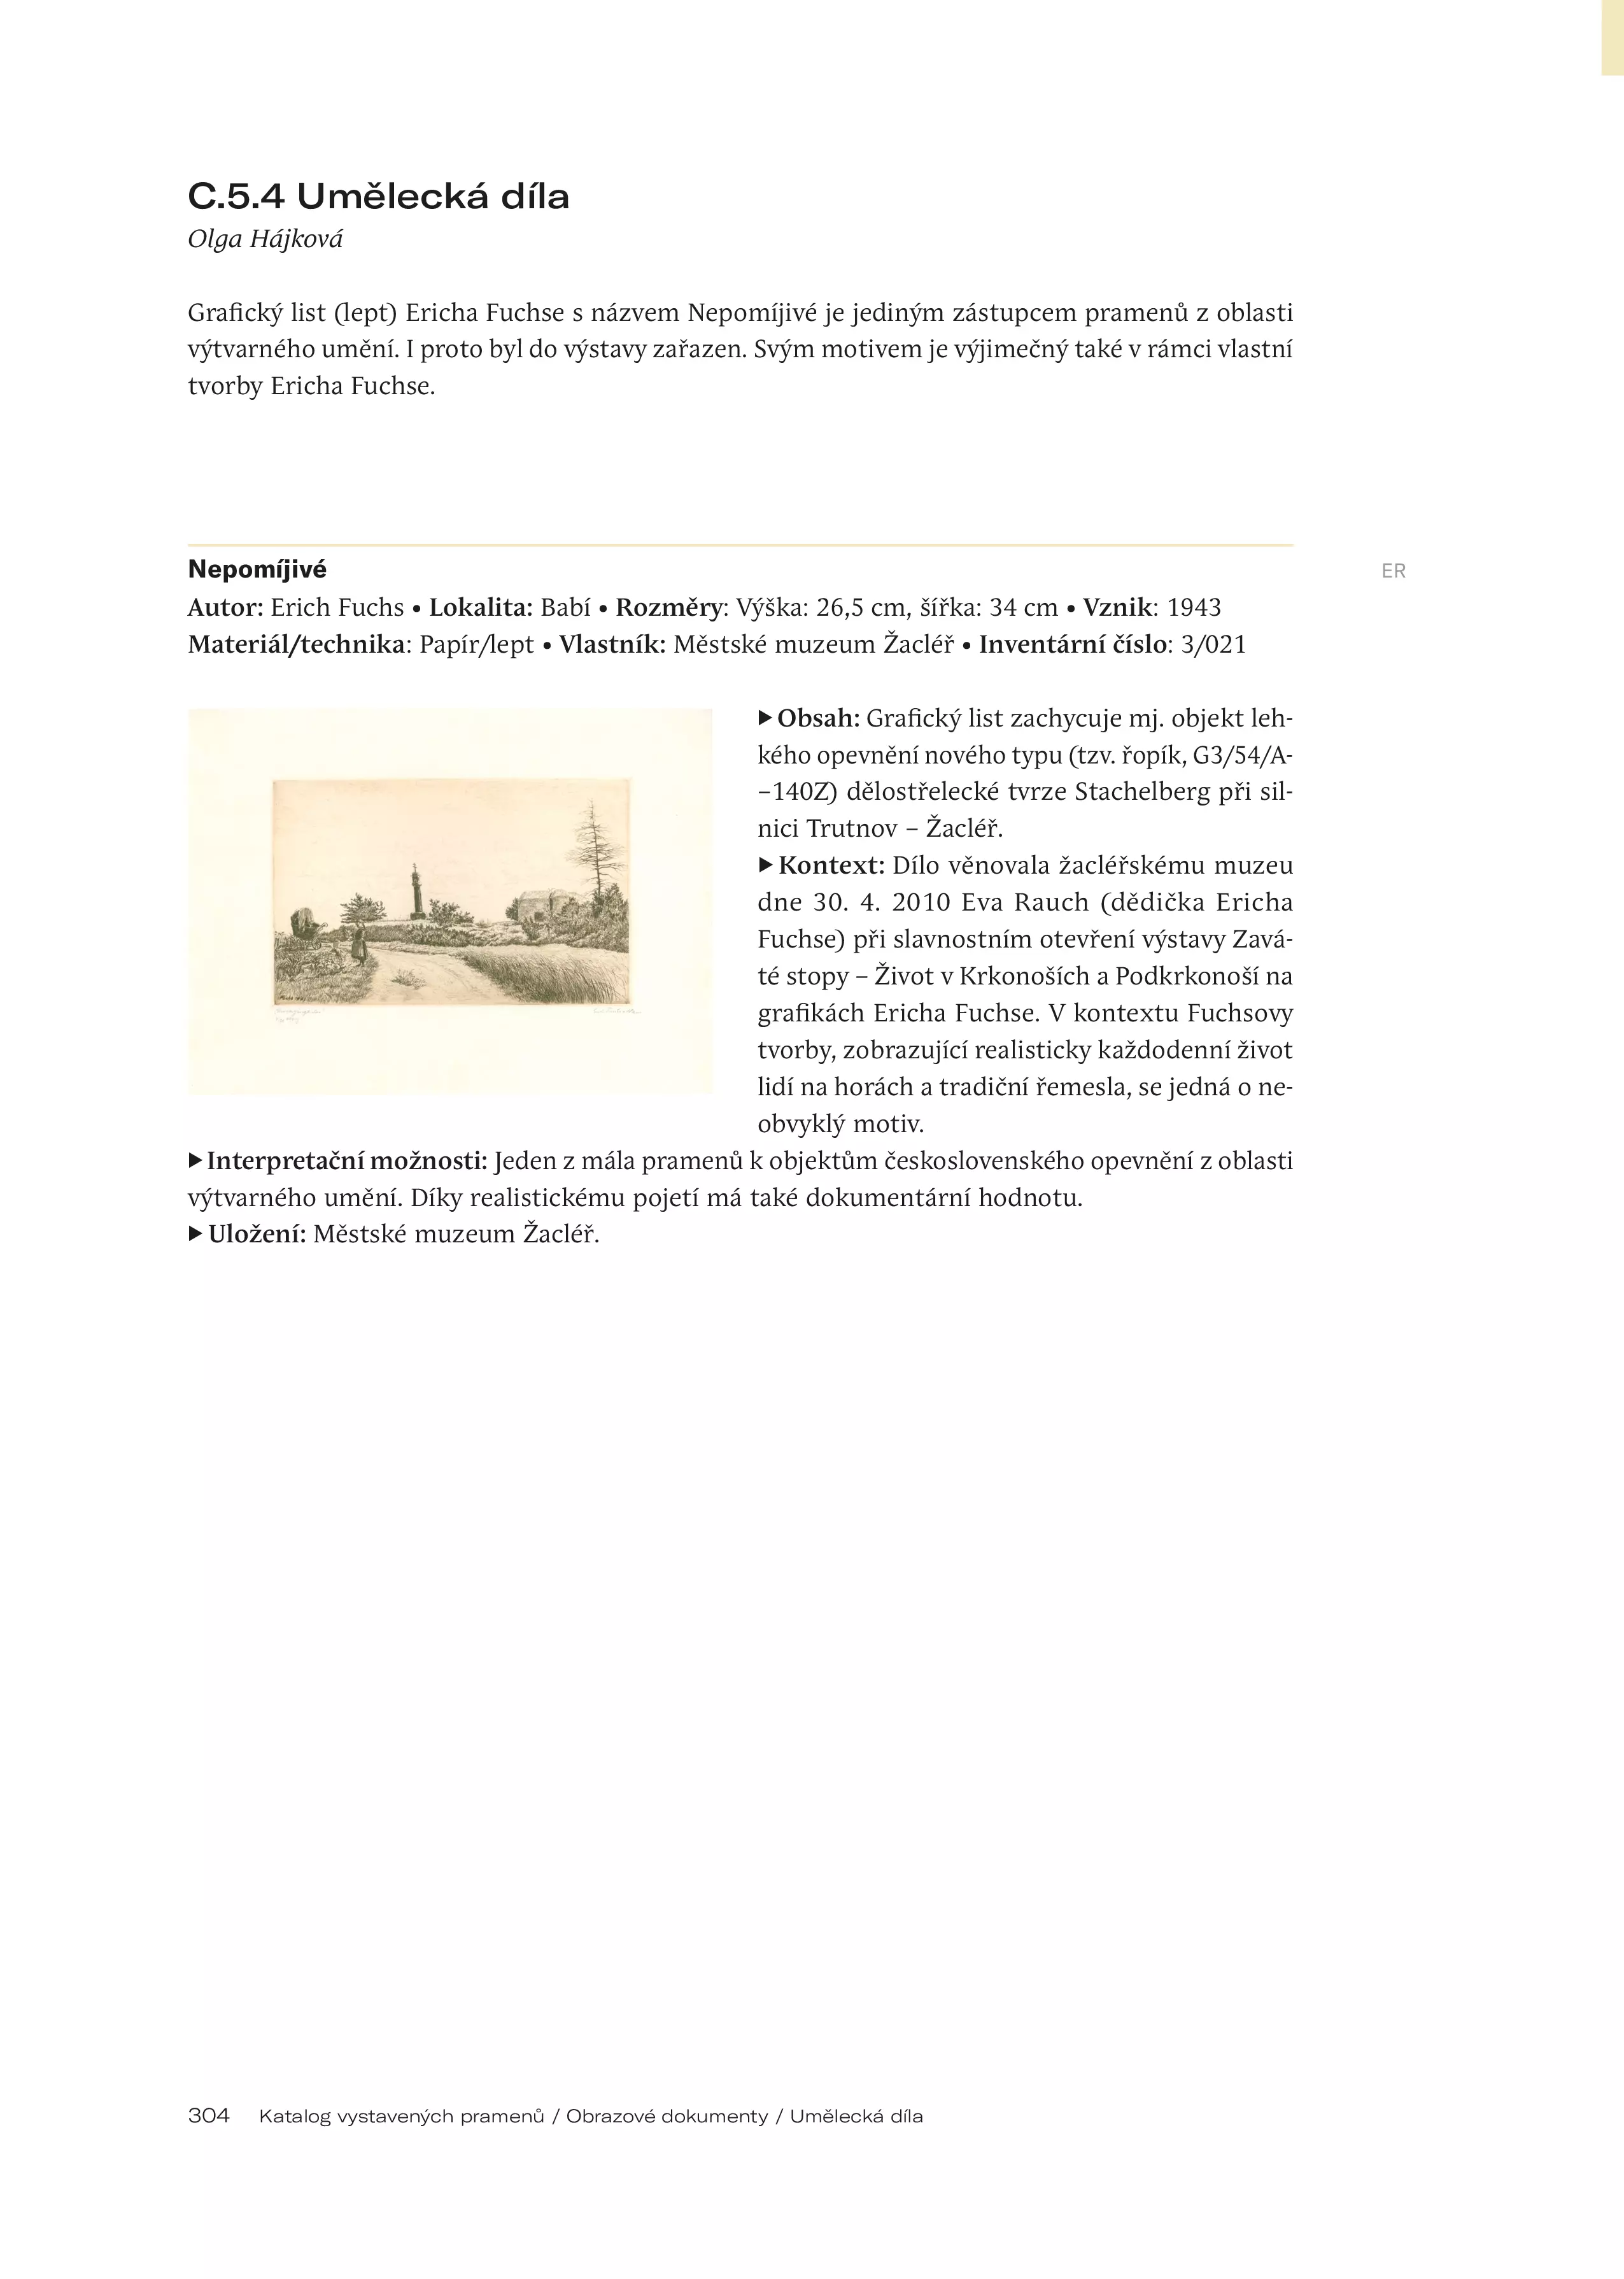 C.5.4 Umělecká díla
Olga Hájková
Grafický list (lept) Ericha Fuchse s názvem Nepomíjivé je jediným zástupcem pramenů z oblasti
výtvarného umění. I proto byl do výstavy zařazen. Svým motivem je výjimečný také v rámci vlastní
tvorby Ericha Fuchse.
Nepomíjivé
ER
Autor: Erich Fuchs • Lokalita: Babí • Rozměry: Výška: 26,5 cm, šířka: 34 cm • Vznik: 1943
Materiál/technika: Papír/lept • Vlastník: Městské muzeum Žacléř • Inventární číslo: 3/021
▶ Obsah: Grafický list zachycuje mj. objekt leh-
kého opevnění nového typu (tzv. řopík, G3/54/A-
–140Z) dělostřelecké tvrze Stachelberg při sil-
nici Trutnov – Žacléř.
▶ Kontext: Dílo věnovala žacléřskému muzeu
dne 30. 4. 2010 Eva Rauch (dědička Ericha
Fuchse) při slavnostním otevření výstavy Zavá-
té stopy – Život v Krkonoších a Podkrkonoší na
grafikách Ericha Fuchse. V kontextu Fuchsovy
tvorby, zobrazující realisticky každodenní život
lidí na horách a tradiční řemesla, se jedná o ne-
obvyklý motiv.
▶ Interpretační možnosti: Jeden z mála pramenů k objektům československého opevnění z oblasti
výtvarného umění. Díky realistickému pojetí má také dokumentární hodnotu.
▶ Uložení: Městské muzeum Žacléř.
304 Katalog vystavených pramenů / Obrazové dokumenty / Umělecká díla